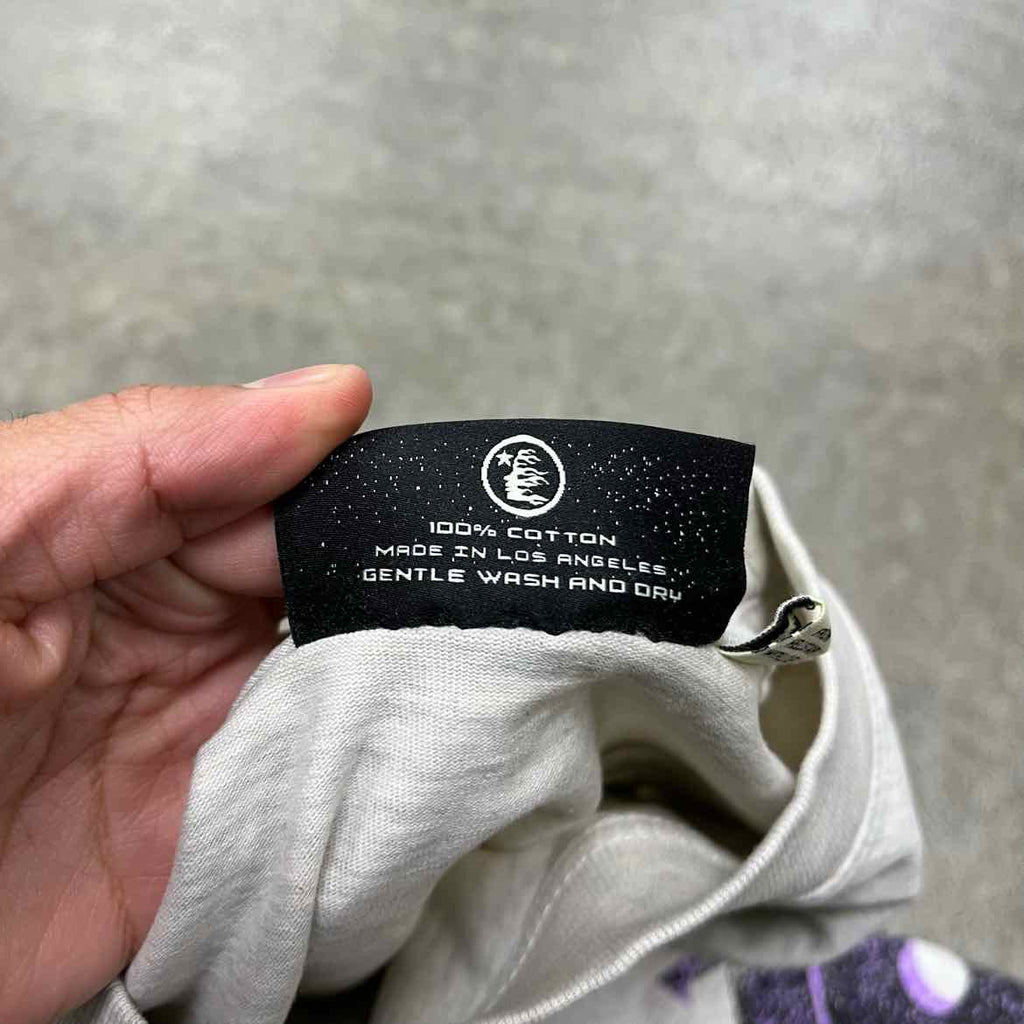 100% COTTON
MADE IN LOS ANGELES
GENTLE WASH AND DRY